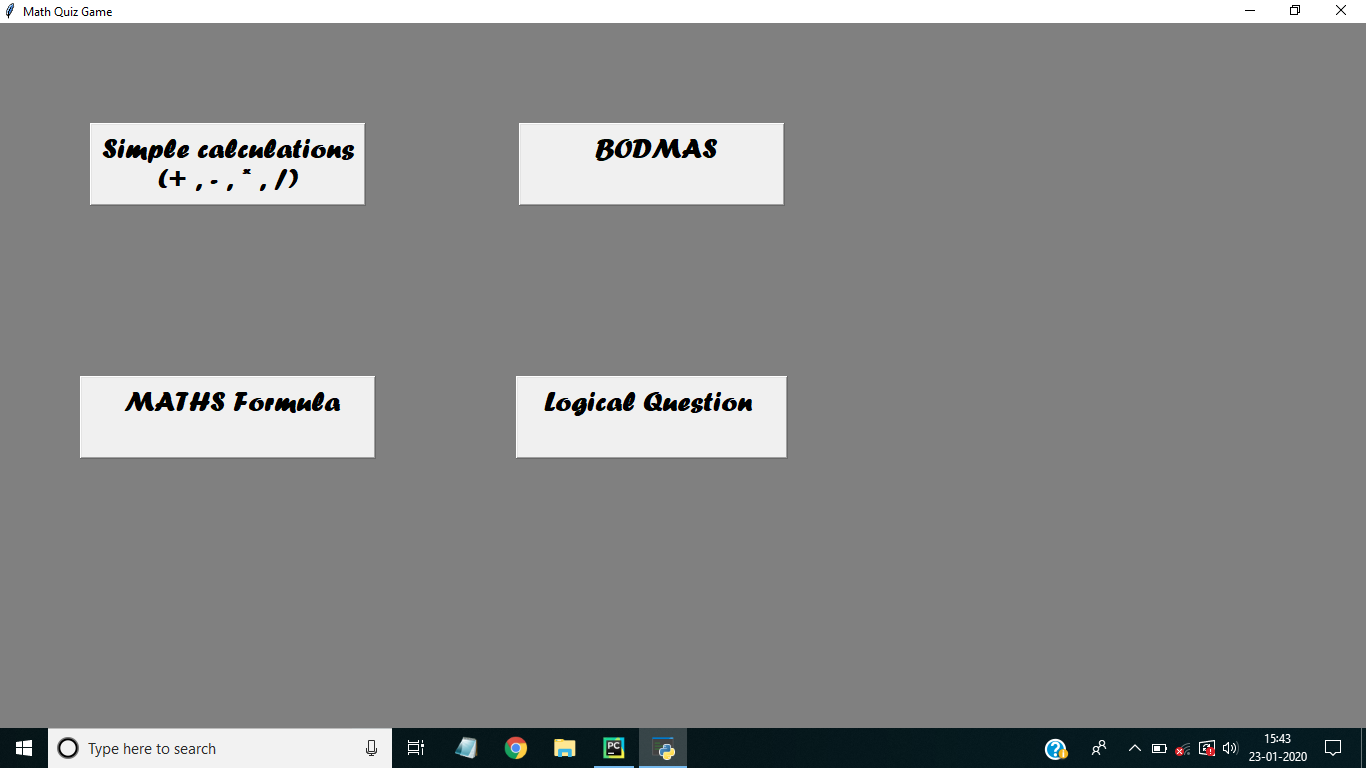 Math Quiz Game
Simple calculations
(+ , - , * , /)
BODMAS
MATHS Formula
Logical Question
Type here to search
PC
15:43
23-01-2020